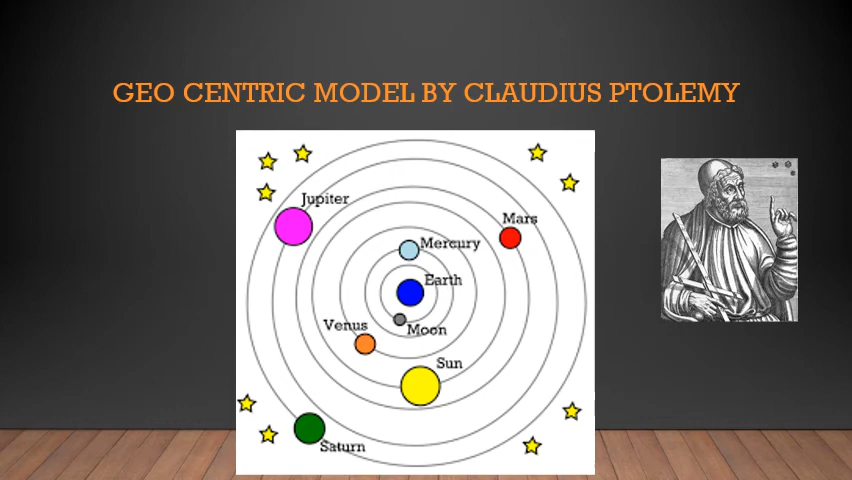 GEO CENTRIC MODEL BY CLAUDIUS PTOLEMY
Jupiter
Mars
Mercury
Earth
Venus
Moon
Sun
Saturn